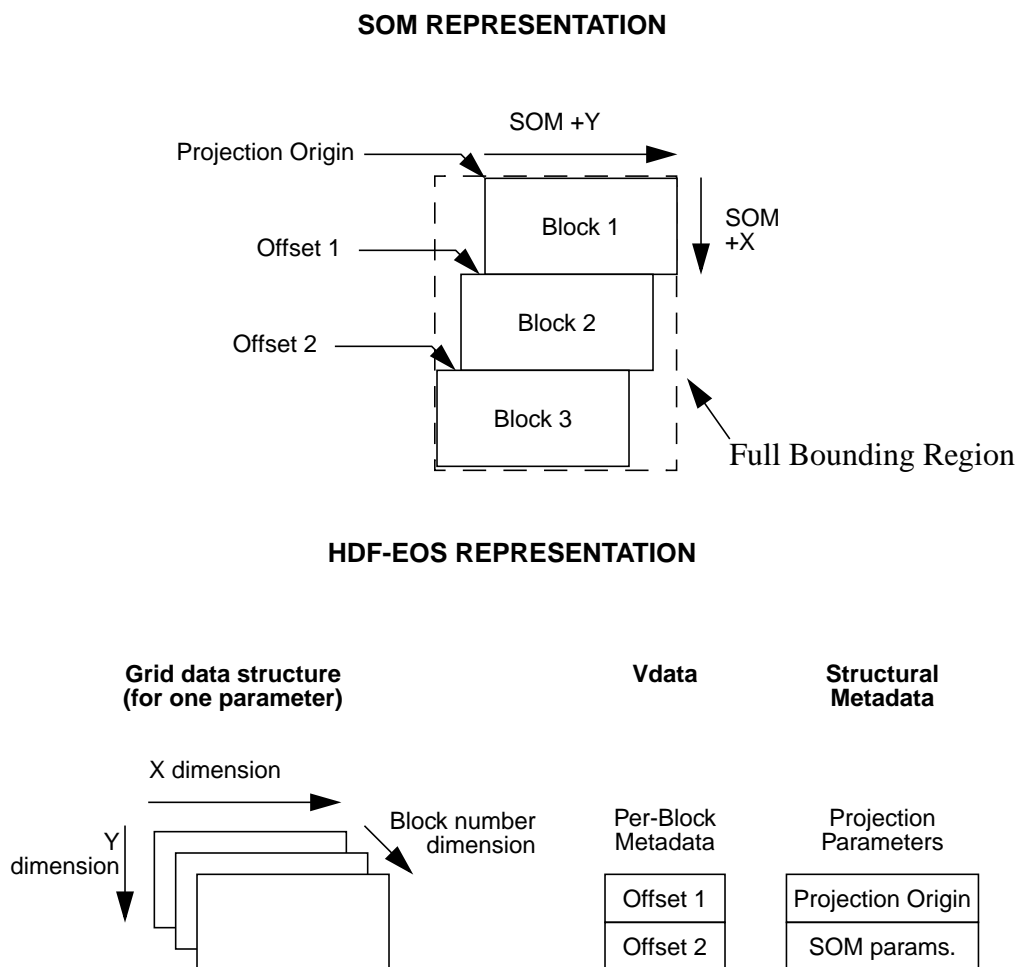 SOM REPRESENTATION
SOM +Y
Projection Origin
SOM
+X
Block 1
Offset 1
Block 2
Offset 2
Block 3
Full Bounding Region
HDF-EOS REPRESENTATION
Grid data structure
(for one parameter)
Vdata
Structural
Metadata
X dimension
Y
dimension
Block number
dimension
Per-Block
Metadata
Projection
Parameters
Offset 1
Projection Origin
Offset 2
SOM params.